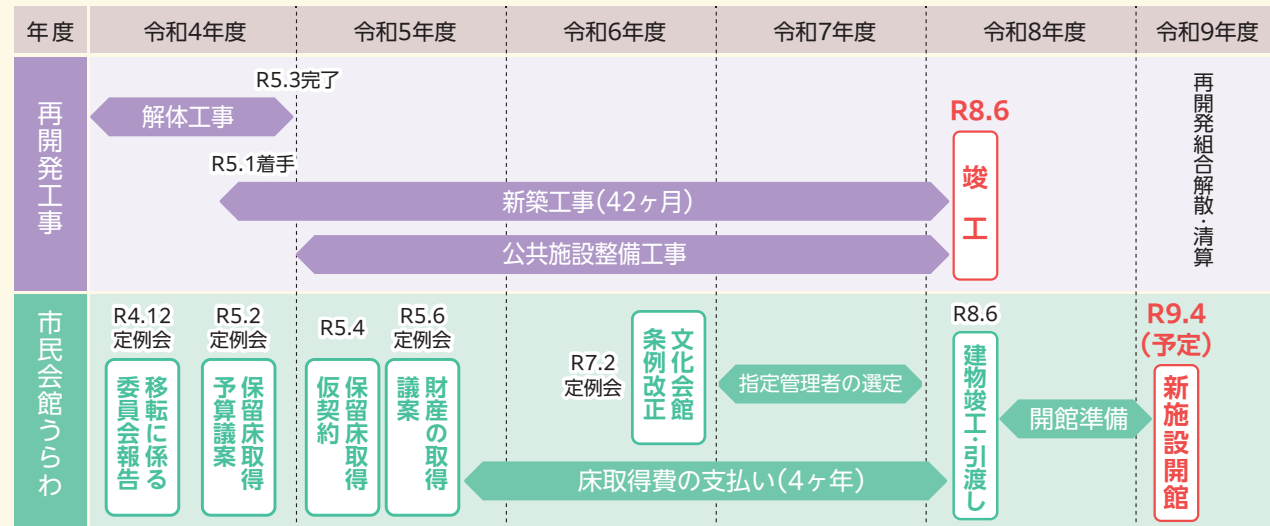 年度
令和4年度
令和5年度
令和6年度
令和7年度
令和8年度
令和9年度
再開発工事
R5.3完了
解体工事
R5.1着手
新築工事(42ヶ月)
公共施設整備工事
R8.6
竣工
再開発組合解散・清算
市民会館うらわ
R4.12
定例会
移転に係る
委員会報告
R5.2
定例会
保留床取得
予算議案
R5.4
保留床取得
仮契約
R5.6
定例会
財産の取得
議案
R7.2
定例会
文化会館
条例改正
指定管理者の選定
床取得費の支払い(4ヶ年)
R8.6
建物竣工・引渡し
開館準備
R9.4
(予定)
新施設開館